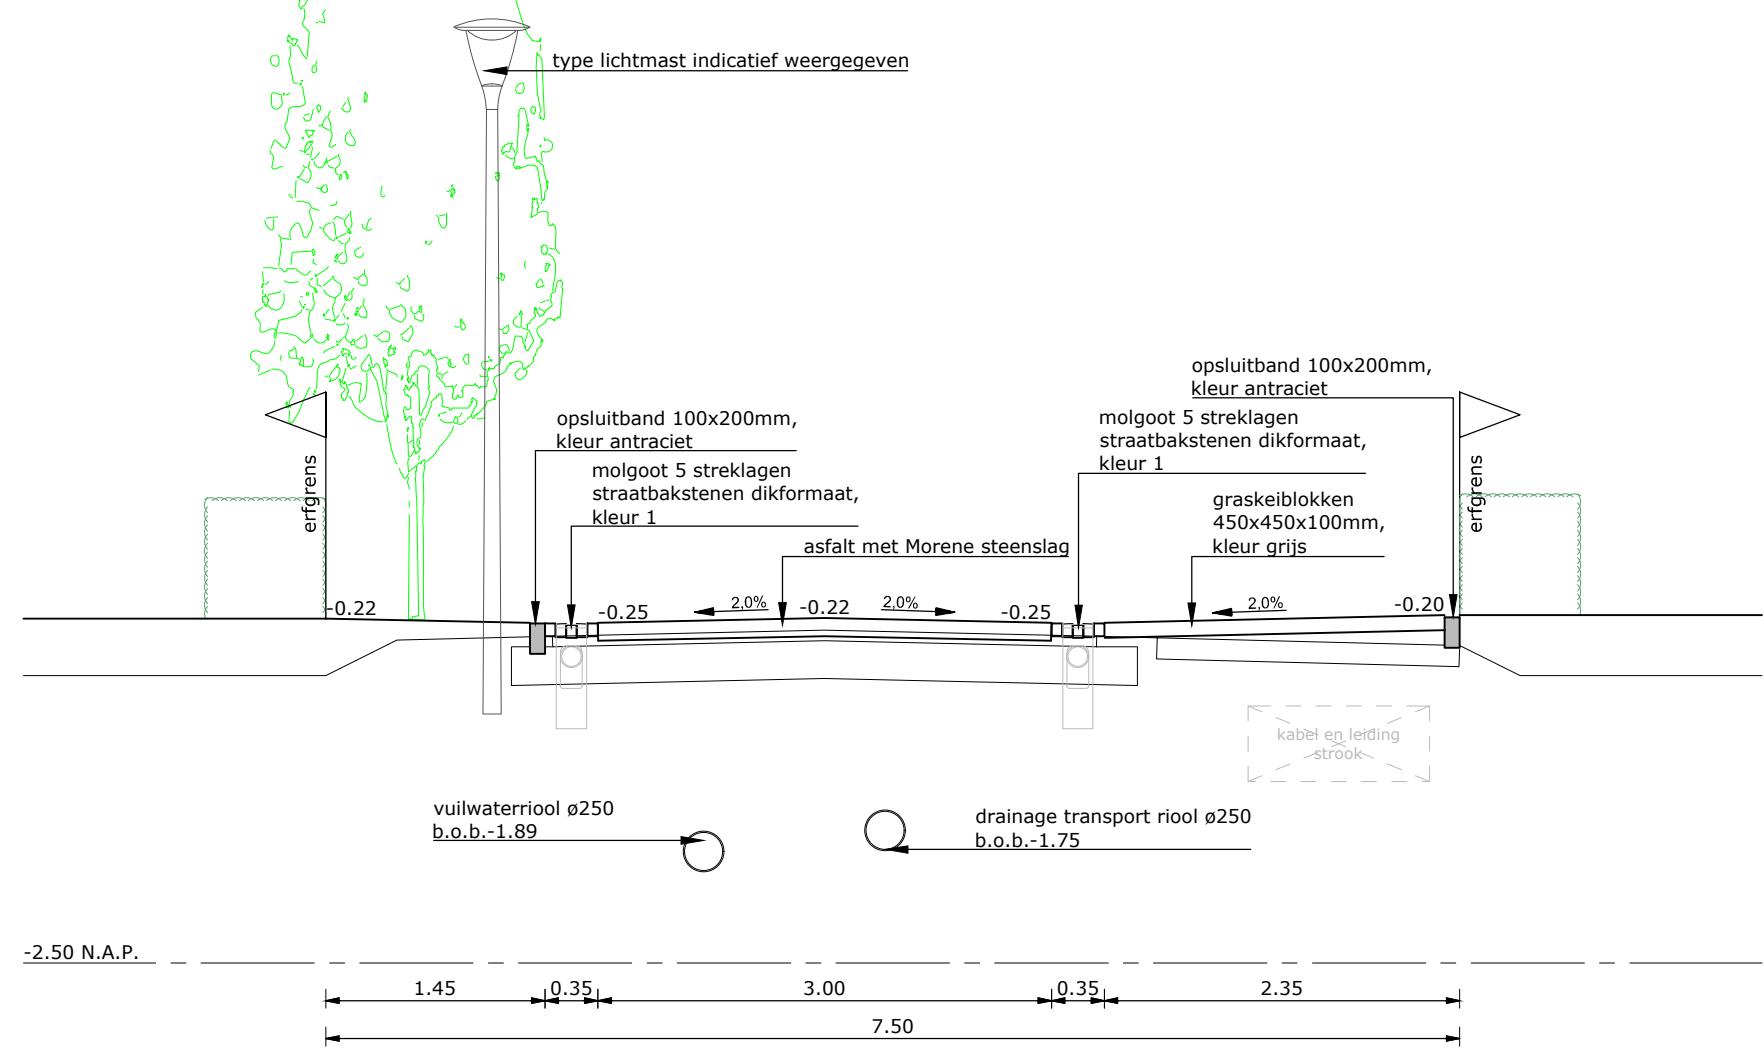 type lichtmast indicatief weergegeven
opsluitband 100x200mm,
kleur antraciet
opsluitband 100x200mm,
kleur antraciet
molgoot 5 streklagen
straatbakstenen dikformaat,
kleur 1
molgoot 5 streklagen
straatbakstenen dikformaat,
kleur 1
erfgrens
erfgrens
graskeiblokken
450x450x100mm,
kleur grijs
asfalt met Morene steenslag
-0.22
-0.25
2,0%
-0.22
2,0%
-0.25
2,0%
-0.20
kabel en leiding
strook
vuilwaterriool ø250
b.o.b.-1.89
drainage transport riool ø250
b.o.b.-1.75
-2.50 N.A.P.
1.45
0.35
3.00
0.35
2.35
7.50